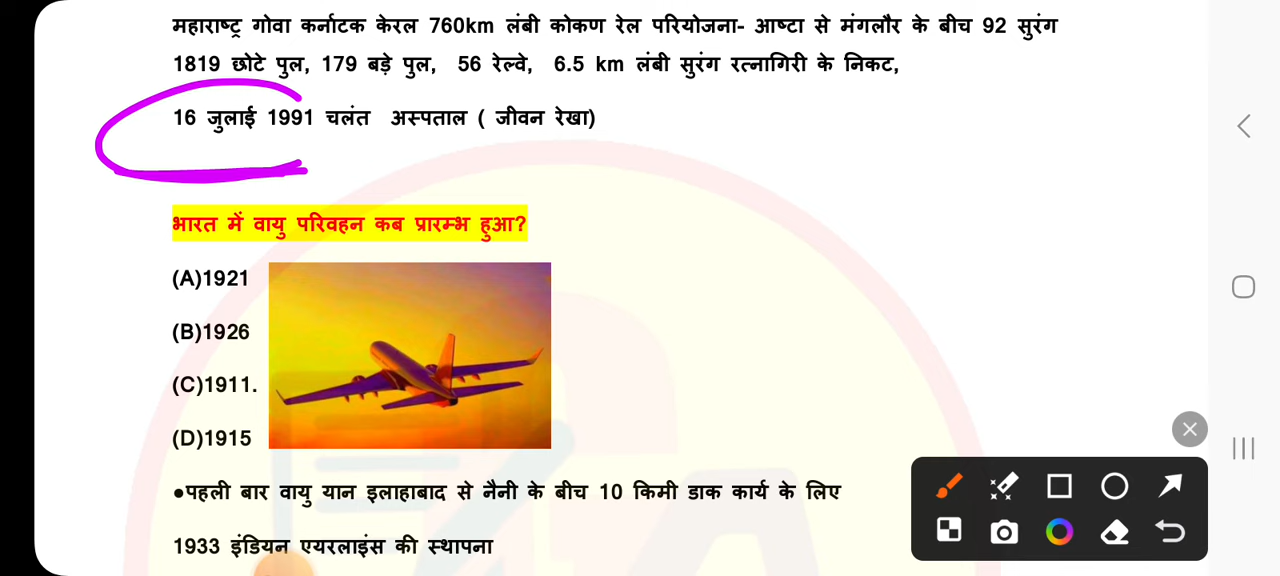 महाराष्ट्र गोवा कर्नाटक केरल 760km लंबी कोकण रेल परियोजना- आष्टा से मंगलौर के बीच 92 सुरंग
1819 छोटे पुल, 179 बड़े पुल, 56 रेल्वे, 6.5 km लंबी सुरंग रत्नागिरी के निकट,
16 जुलाई 1991 चलंत अस्पताल ( जीवन रेखा)
भारत में वायु परिवहन कब प्रारम्भ हुआ?
(A)1921
(B)1926
(C)1911.
(D)1915
●पहली बार वायु यान इलाहाबाद से नैनी के बीच 10 किमी डाक कार्य के लिए
1933 इंडियन एयरलाइंस की स्थापना